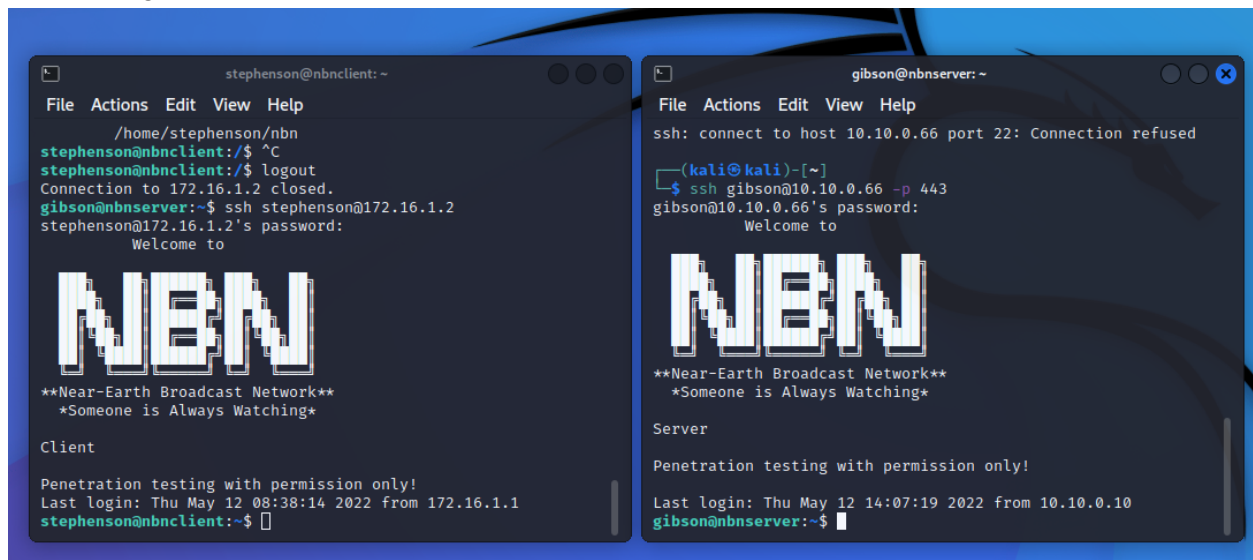 stephenson@nbnclient: ~
File Actions Edit View Help
/home/stephenson/nbn
stephenson@nbnclient:/$ ^C
stephenson@nbnclient:/$ logout
Connection to 172.16.1.2 closed.
gibson@nbnserver:~$ ssh stephenson@172.16.1.2
stephenson@172.16.1.2's password:
Welcome to
NBN
**Near-Earth Broadcast Network**
*Someone is Always Watching*
Client
Penetration testing with permission only!
Last login: Thu May 12 08:38:14 2022 from 172.16.1.1
stephenson@nbnclient:~$
gibson@nbnserver: ~
File Actions Edit View Help
ssh: connect to host 10.10.0.66 port 22: Connection refused
┌──(kali㉿kali)-[~]
└─$ ssh gibson@10.10.0.66 -p 443
gibson@10.10.0.66's password:
Welcome to
NBN
**Near-Earth Broadcast Network**
*Someone is Always Watching*
Server
Penetration testing with permission only!
Last login: Thu May 12 14:07:19 2022 from 10.10.0.10
gibson@nbnserver:~$